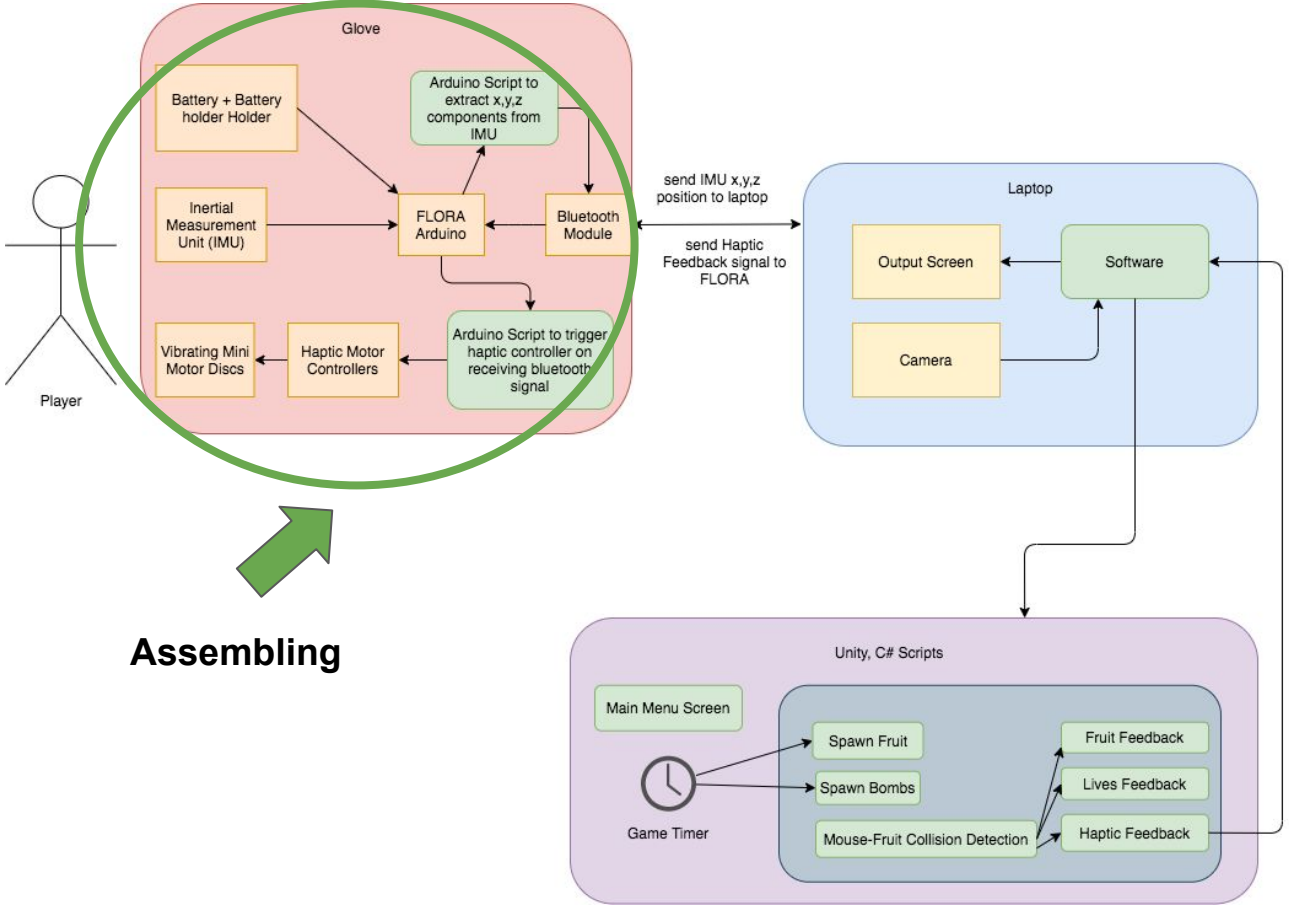 Glove
Battery + Battery
holder Holder
Arduino Script to
extract x,y,z
components from
IMU
Inertial
Measurement
Unit (IMU)
FLORA
Arduino
Bluetooth
Module
Vibrating Mini
Motor Discs
Haptic Motor
Controllers
Arduino Script to trigger
haptic controller on
receiving bluetooth
signal
Player
send IMU x,y,z
position to laptop
send Haptic
Feedback signal to
FLORA
Laptop
Output Screen
Software
Camera
Assembling
Unity, C# Scripts
Main Menu Screen
Game Timer
Spawn Fruit
Spawn Bombs
Mouse-Fruit Collision Detection
Fruit Feedback
Lives Feedback
Haptic Feedback